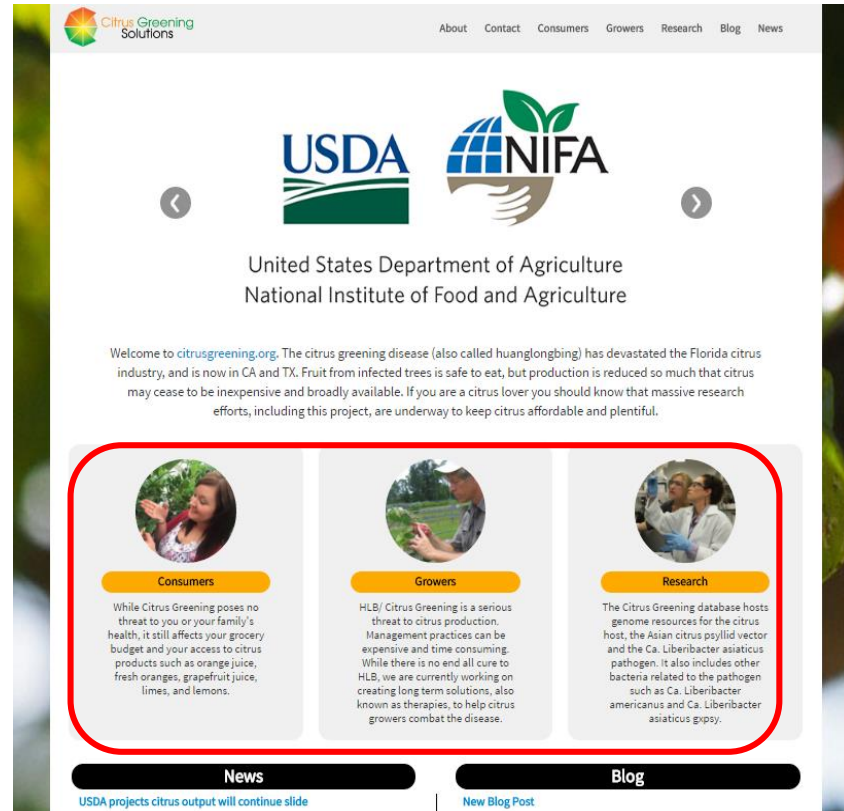 Citrus Greening
Solutions
About Contact Consumers Growers Research Blog News
USDA
NIFA
United States Department of Agriculture
National Institute of Food and Agriculture
Welcome to citrusgreening.org. The citrus greening disease (also called huanglongbing) has devastated the Florida citrus
industry, and is now in CA and TX. Fruit from infected trees is safe to eat, but production is reduced so much that citrus
may cease to be inexpensive and broadly available. If you are a citrus lover you should know that massive research
efforts, including this project, are underway to keep citrus affordable and plentiful.
Consumers
While Citrus Greening poses no
threat to you or your family's
health, it still affects your grocery
budget and your access to citrus
products such as orange juice,
fresh oranges, grapefruit juice,
limes, and lemons.
Growers
HLB/ Citrus Greening is a serious
threat to citrus production.
Management practices can be
expensive and time consuming.
While there is no end all cure to
HLB, we are currently working on
creating long term solutions, also
known as therapies, to help citrus
growers combat the disease.
Research
The Citrus Greening database hosts
genome resources for the citrus
host, the Asian citrus psyllid vector
and the Ca. Liberibacter asiaticus
pathogen. It also includes other
bacteria related to the pathogen
such as Ca. Liberibacter
americanus and Ca. Liberibacter
asiaticus gxpsy.
News
USDA projects citrus output will continue slide
Blog
New Blog Post